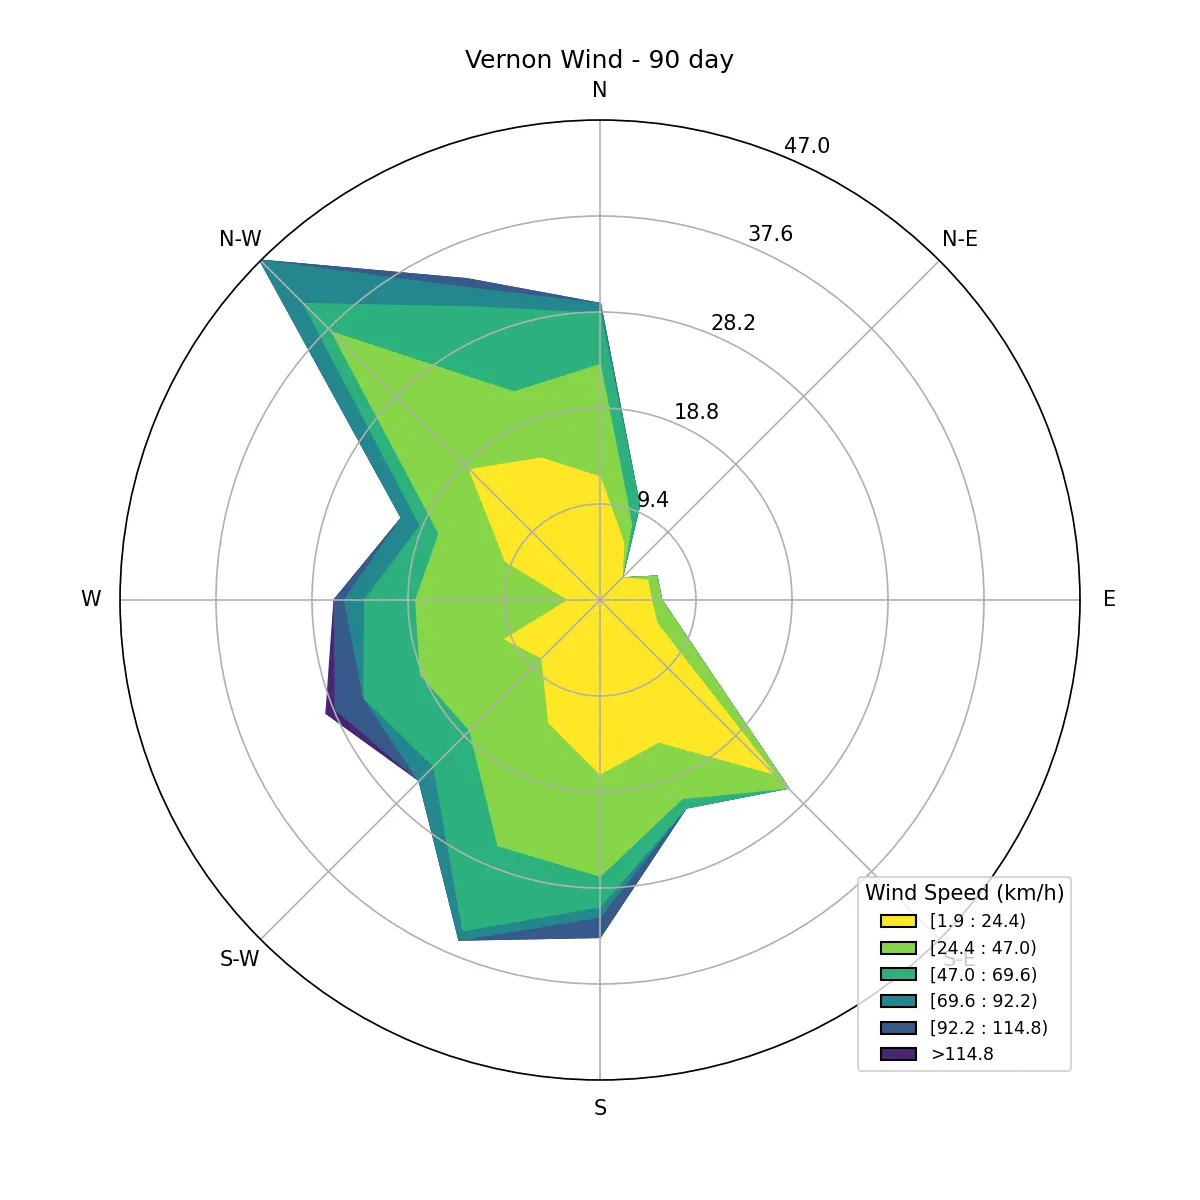 Vernon Wind - 90 day
N
47.0
37.6
N-W
N-E
28.2
18.8
9.4
W
E
Wind Speed (km/h)
[1.9 : 24.4)
[24.4 : 47.0)
S-W
S-E
[47.0 : 69.6)
[69.6 : 92.2)
[92.2 : 114.8)
>114.8
S